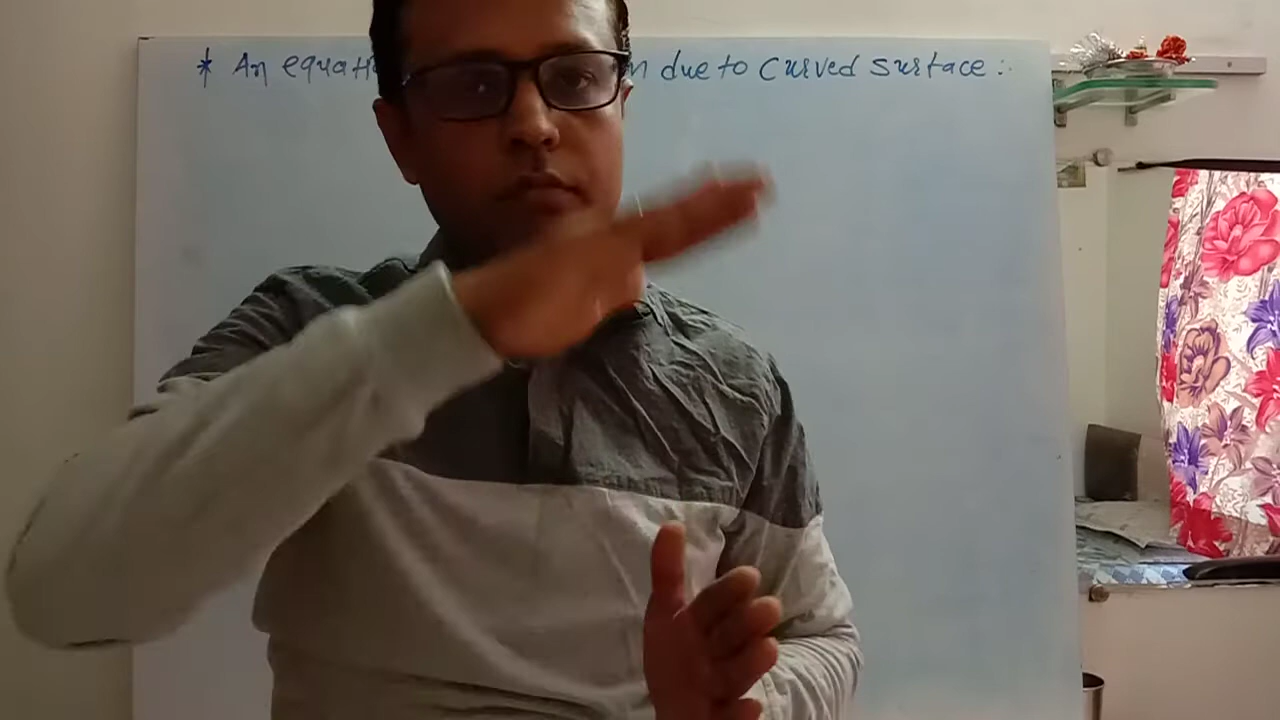 * An equati n due to curved surface :-